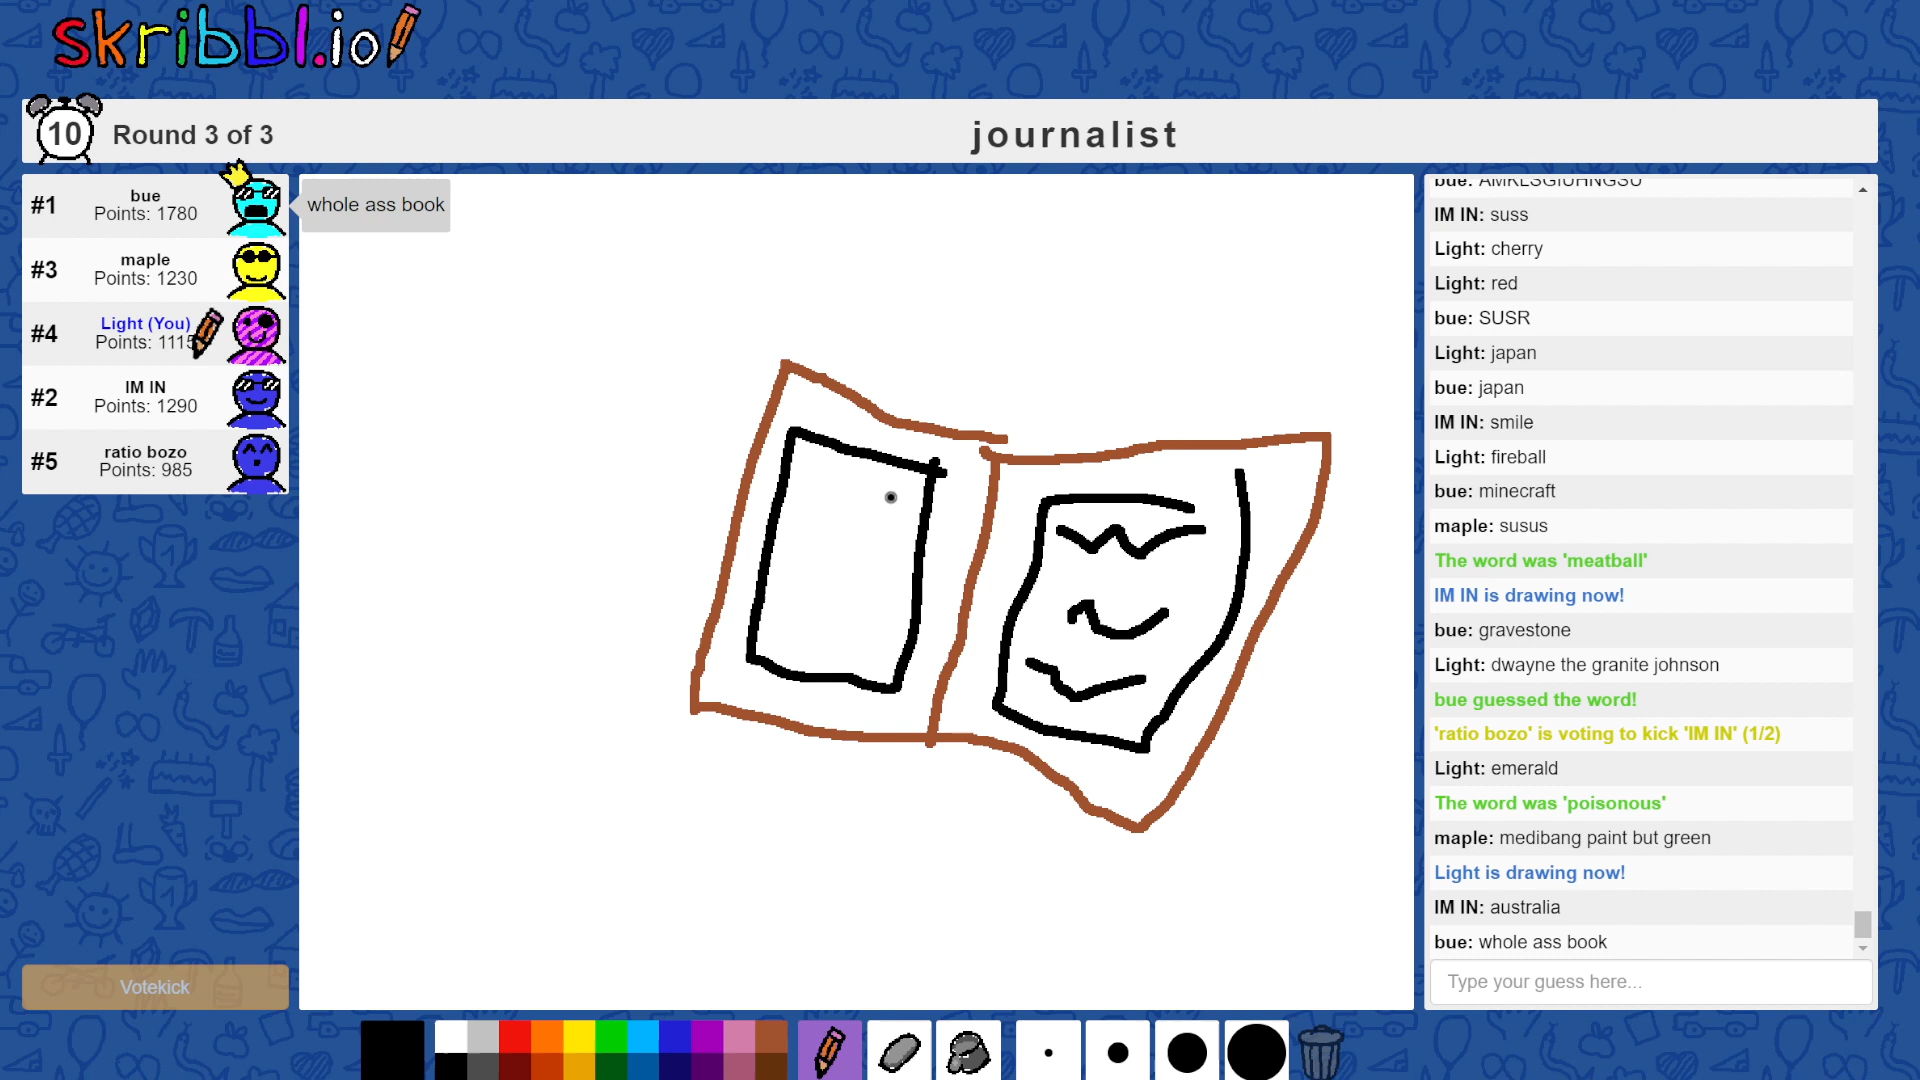 skribbl.io
10
Round 3 of 3
journalist
#1
bue
Points: 1780
whole ass book
#3
maple
Points: 1230
#4
Light (You)
Points: 1115
#2
IM IN
Points: 1290
#5
ratio bozo
Points: 985
Votekick
IM IN: suss
Light: cherry
Light: red
bue: SUSR
Light: japan
bue: japan
IM IN: smile
Light: fireball
bue: minecraft
maple: susus
The word was 'meatball'
IM IN is drawing now!
bue: gravestone
Light: dwayne the granite johnson
bue guessed the word!
'ratio bozo' is voting to kick 'IM IN' (1/2)
Light: emerald
The word was 'poisonous'
maple: medibang paint but green
Light is drawing now!
IM IN: australia
bue: whole ass book
Type your guess here...